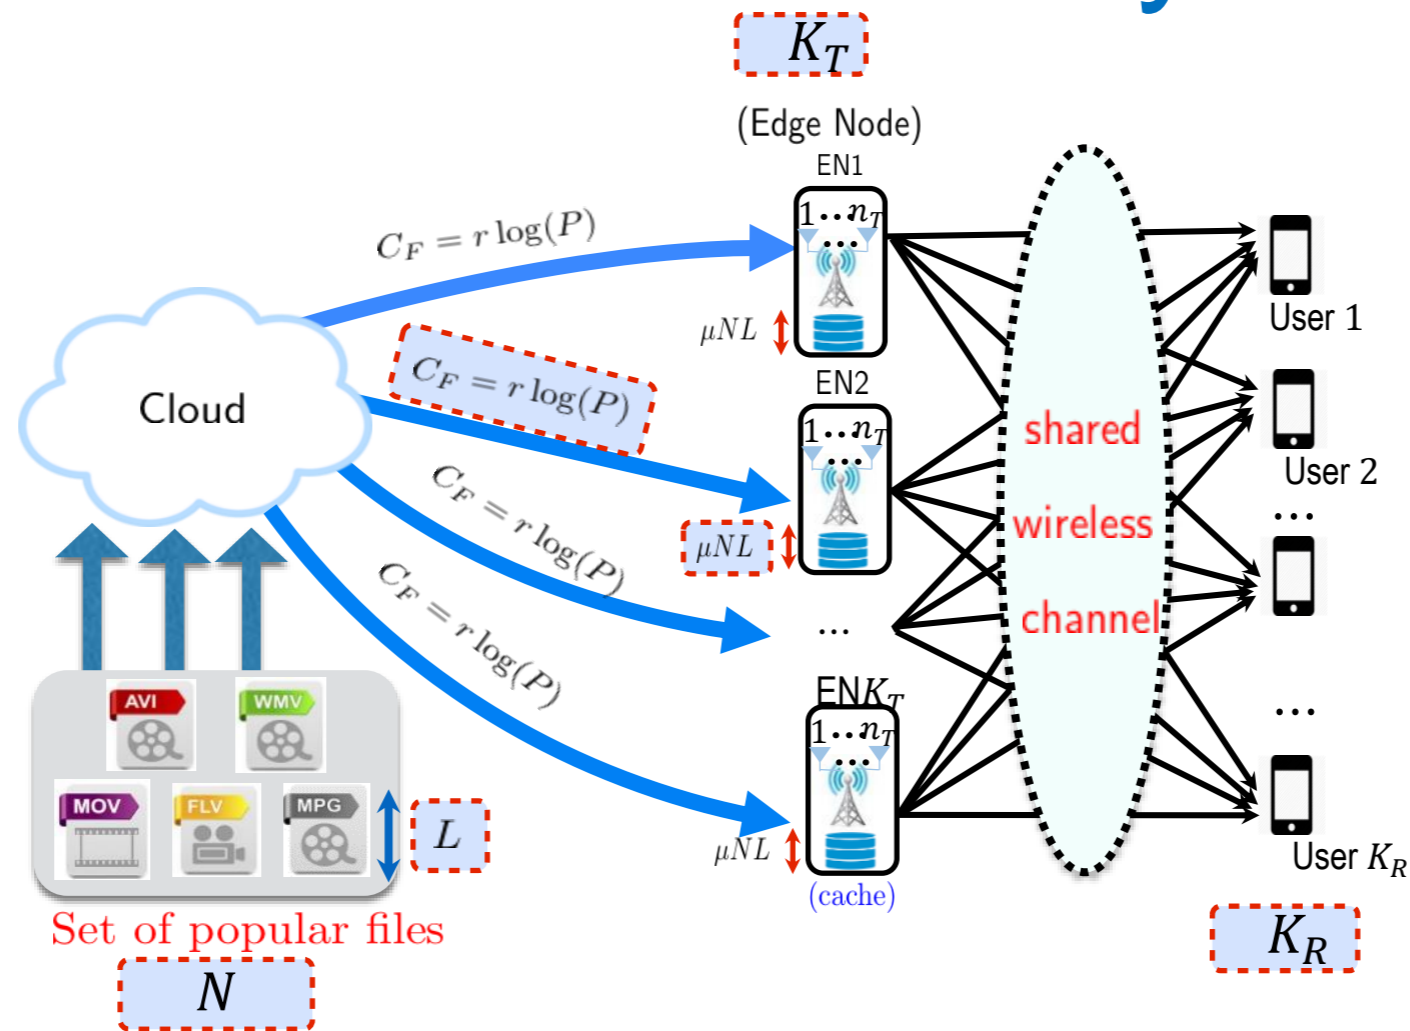 K_T
(Edge Node)
EN1
1...n_T
...
μNL
C_F = r log(P)
C_F = r log(P)
EN2
1...n_T
...
μNL
Cloud
C_F = r log(P)
C_F = r log(P)
...
ENK_T
1...n_T
...
μNL
(cache)
shared
wireless
channel
User 1
User 2
...
...
User K_R
K_R
AVI
WMV
MOV
FLV
MPG
L
Set of popular files
N